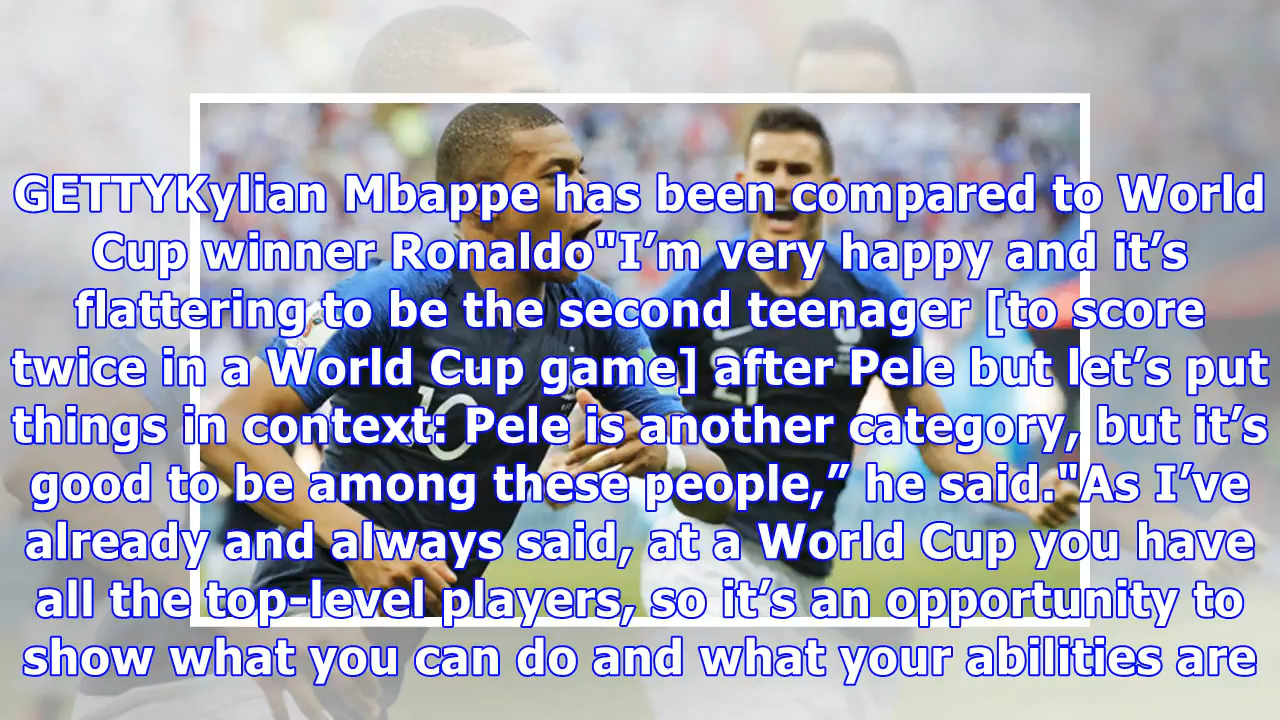 GETTYKylian Mbappe has been compared to World
Cup winner Ronaldo"I’m very happy and it’s
flattering to be the second teenager [to score
twice in a World Cup game] after Pele but let’s put
things in context: Pele is another category, but it’s
good to be among these people,” he said."As I’ve
already and always said, at a World Cup you have
all the top-level players, so it’s an opportunity to
show what you can do and what your abilities are
10
21